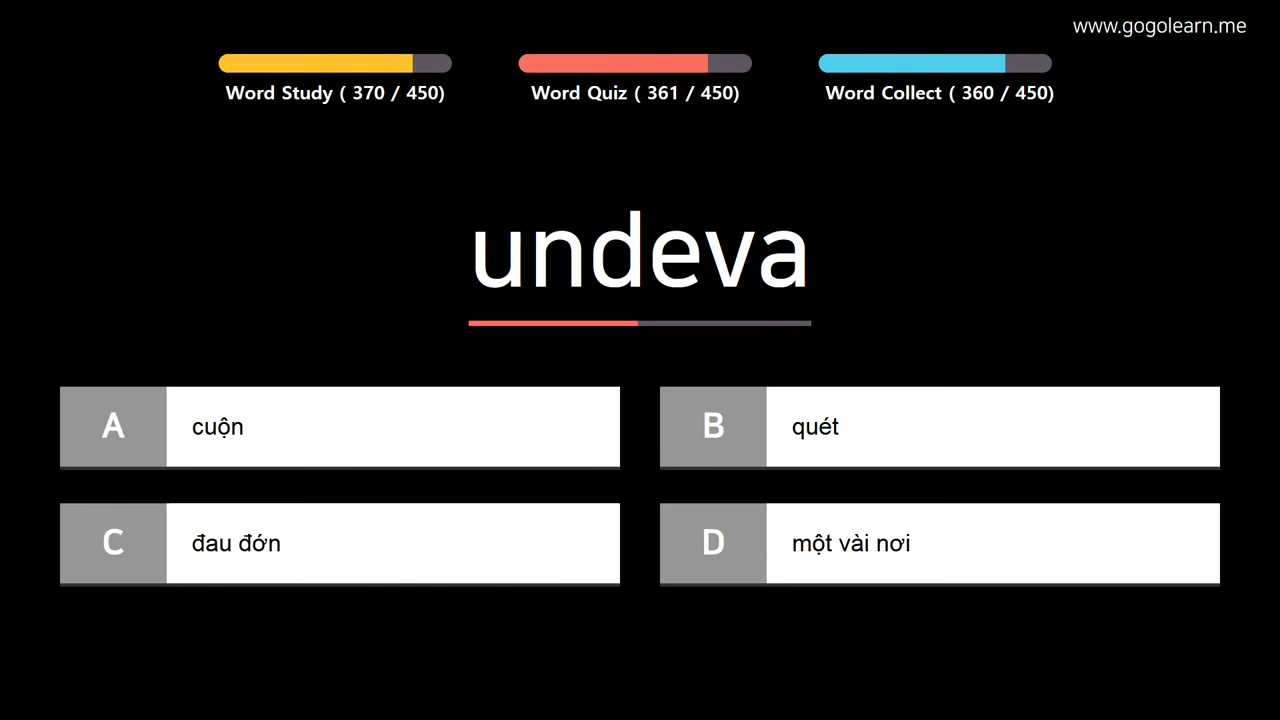 www.gogolearn.me
Word Study ( 370 / 450)
Word Quiz ( 361 / 450)
Word Collect ( 360 / 450)
undeva
A cuộn
B quét
C đau đớn
D một vài nơi